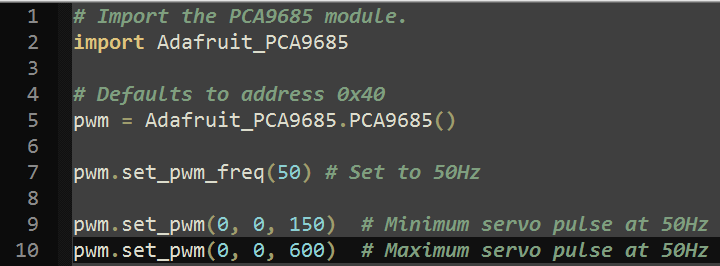 1 # Import the PCA9685 module.
2 import Adafruit_PCA9685
3
4 # Defaults to address 0x40
5 pwm = Adafruit_PCA9685.PCA9685()
6
7 pwm.set_pwm_freq(50) # Set to 50Hz
8
9 pwm.set_pwm(0, 0, 150)  # Minimum servo pulse at 50Hz
10 pwm.set_pwm(0, 0, 600)  # Maximum servo pulse at 50Hz